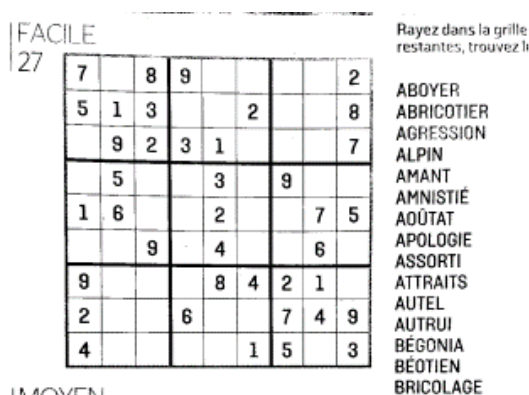 FACILE
27
7 8 9 2
5 1 3 2 8
9 2 3 1 7
5 3 9
1 6 2 7 5
9 4 6
9 8 4 2 1
2 6 7 4 9
4 1 5 3
MOYEN
Rayez dans la grille
restantes, trouvez
ABOYER
ABRICOTIER
AGRESSION
ALPIN
AMANT
AMNISTIÉ
AOÛTAT
APOLOGIE
ASSORTI
ATTRAITS
AUTEL
AUTRUI
BÉGONIA
BÉOTIEN
BRICOLAGE